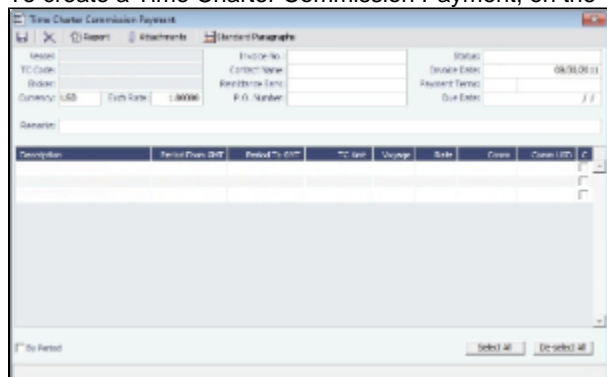 To create a Time Charter Commission Payment, on the
Time Charter Commission Payment
Report Attachments Standard Paragraphs
Vessel: Invoice No.: Status:
TC Code: Contact Name: Invoice Date: 09/30/2011
Broker: Remittance Bank: Payment Terms:
Currency: USD Exch Rate: 1.00000 P.O. Number: Due Date: / /
Remarks:
Description Period From GMT Period To GMT TC Amt Voyage Rate Comm Comm USD C
By Period Select All De-select All